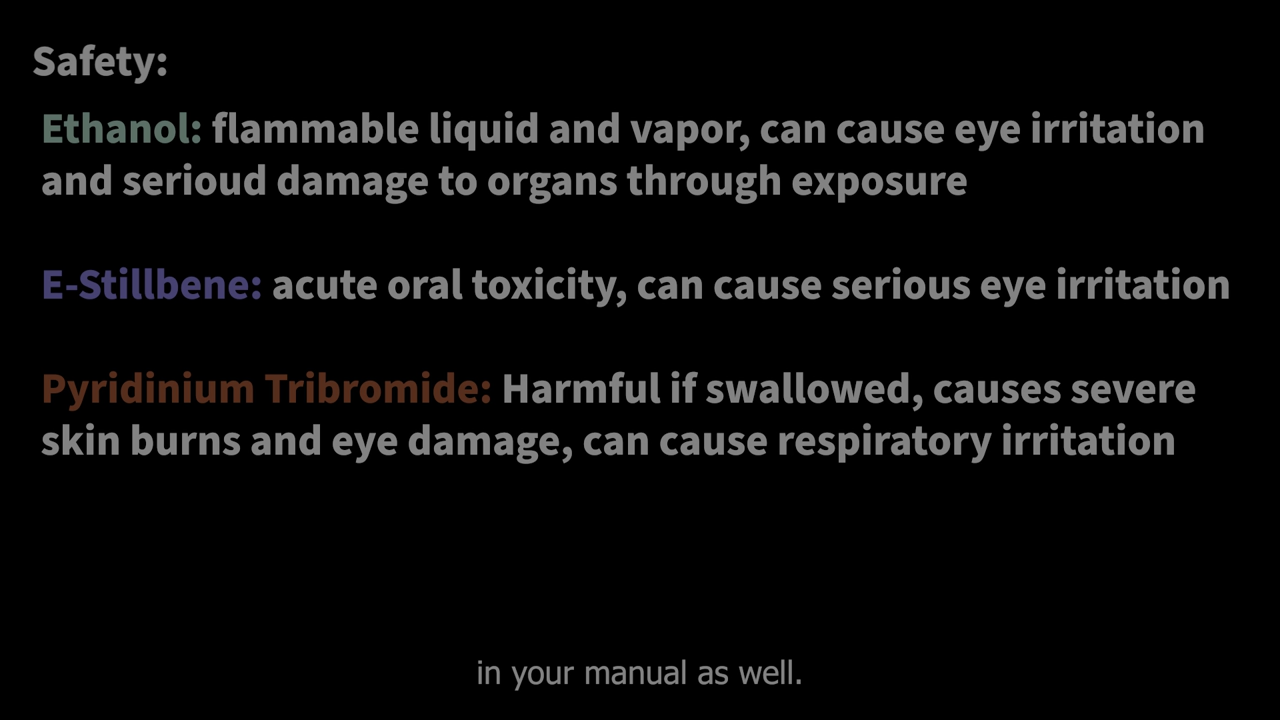 Safety:
Ethanol: flammable liquid and vapor, can cause eye irritation
and serioud damage to organs through exposure
E-Stillbene: acute oral toxicity, can cause serious eye irritation
Pyridinium Tribromide: Harmful if swallowed, causes severe
skin burns and eye damage, can cause respiratory irritation
in your manual as well.